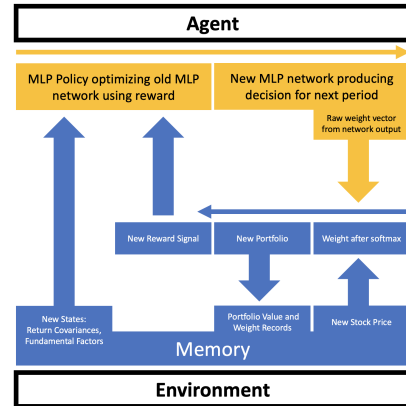 Agent
MLP Policy optimizing old MLP
network using reward
New MLP network producing
decision for next period
Raw weight vector
from network output
New Reward Signal
New Portfolio
Weight after softmax
New States:
Return Covariances,
Fundamental Factors
Portfolio Value and
Weight Records
New Stock Price
Memory
Environment